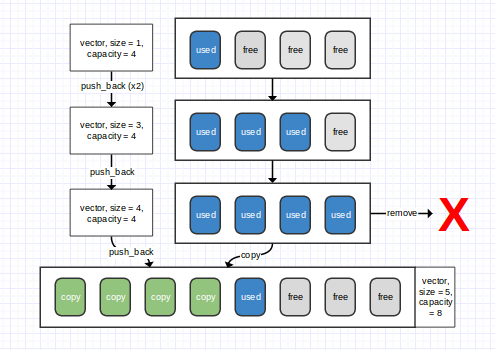 vector, size = 1,
capacity = 4
used free free free
push_back (x2)
vector, size = 3,
capacity = 4
used used used free
push_back
vector, size = 4,
capacity = 4
used used used used
remove
X
push_back
copy
copy copy copy copy used free free free
vector,
size = 5,
capacity
= 8